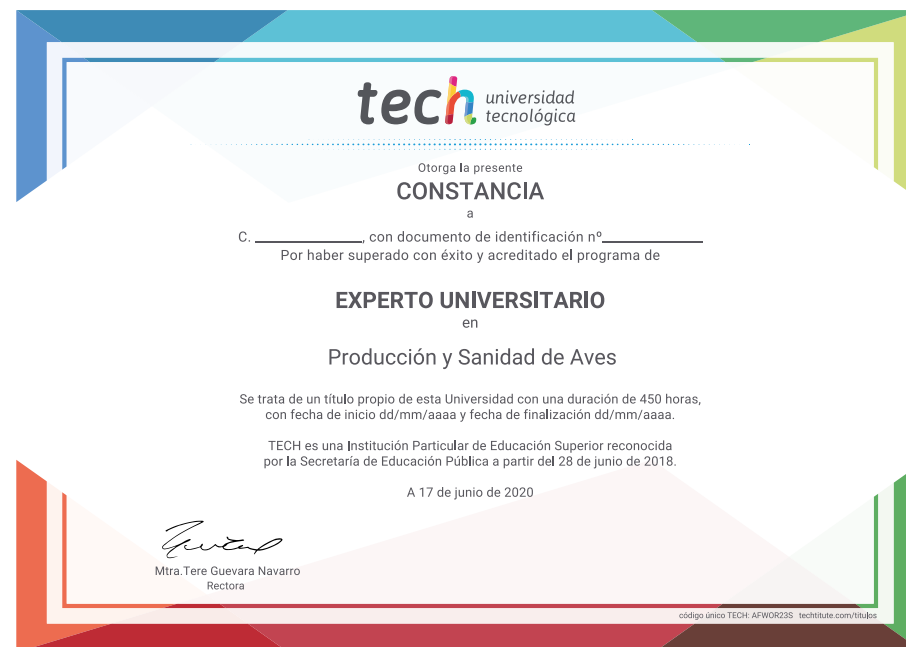 tech universidad
tecnológica
Otorga la presente
CONSTANCIA
a
C. ____________, con documento de identificación nº____________
Por haber superado con éxito y acreditado el programa de
EXPERTO UNIVERSITARIO
en
Producción y Sanidad de Aves
Se trata de un título propio de esta Universidad con una duración de 450 horas,
con fecha de inicio dd/mm/aaaa y fecha de finalización dd/mm/aaaa.
TECH es una Institución Particular de Educación Superior reconocida
por la Secretaría de Educación Pública a partir del 28 de junio de 2018.
A 17 de junio de 2020
Mtra.Tere Guevara Navarro
Rectora
código único TECH: AFWOR23S techtitute.com/titulos